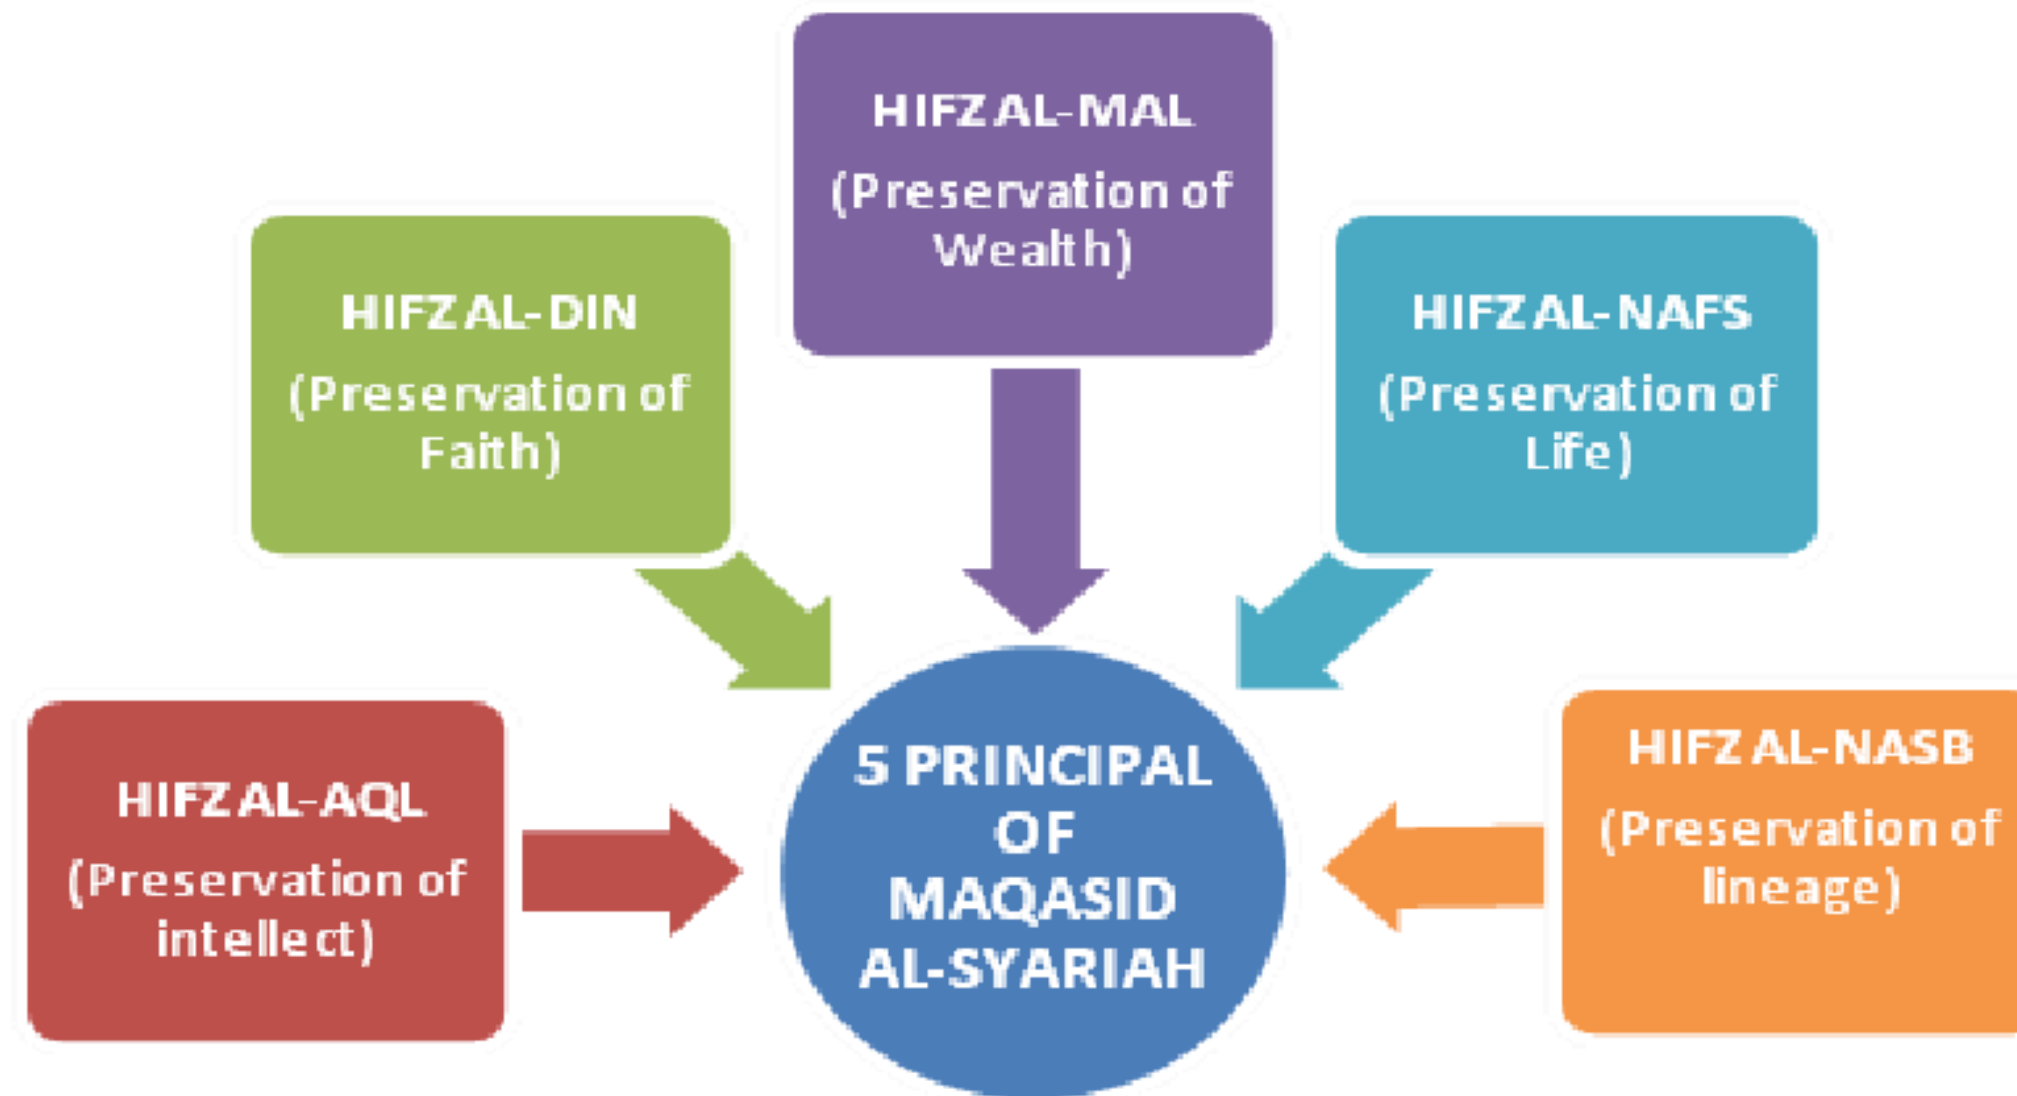 HIFZ AL-MAL
(Preservation of
Wealth)
HIFZ AL-DIN
(Preservation of
Faith)
HIFZ AL-NAFS
(Preservation of
Life)
HIFZ AL-AQL
(Preservation of
intellect)
5 PRINCIPAL
OF
MAQASID
AL-SYARIAH
HIFZ AL-NASB
(Preservation of
lineage)